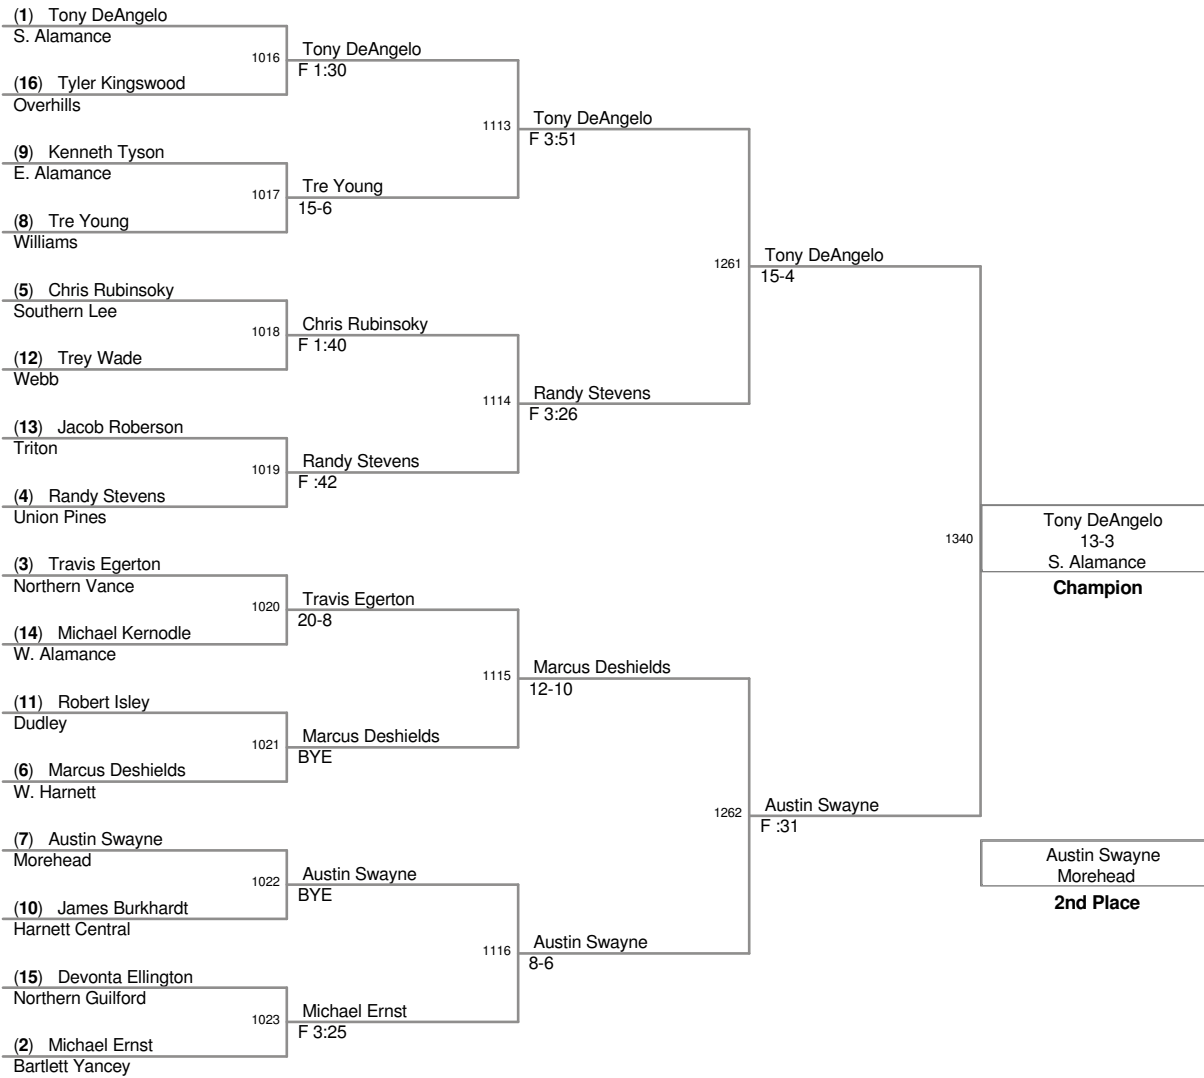 (1) Tony DeAngelo
S. Alamance
1016
Tony DeAngelo
F 1:30
(16) Tyler Kingswood
Overhills
1113
Tony DeAngelo
F 3:51
(9) Kenneth Tyson
E. Alamance
1017
Tre Young
15-6
(8) Tre Young
Williams
1261
Tony DeAngelo
15-4
(5) Chris Rubinsoky
Southern Lee
1018
Chris Rubinsoky
F 1:40
(12) Trey Wade
Webb
1114
Randy Stevens
F 3:26
(13) Jacob Roberson
Triton
1019
Randy Stevens
F :42
(4) Randy Stevens
Union Pines
1340
Tony DeAngelo
13-3
S. Alamance
Champion
(3) Travis Egerton
Northern Vance
1020
Travis Egerton
20-8
(14) Michael Kernodle
W. Alamance
1115
Marcus Deshields
12-10
(11) Robert Isley
Dudley
1021
Marcus Deshields
BYE
(6) Marcus Deshields
W. Harnett
1262
Austin Swayne
F :31
(7) Austin Swayne
Morehead
1022
Austin Swayne
BYE
(10) James Burkhardt
Harnett Central
Austin Swayne
Morehead
2nd Place
1116
Austin Swayne
8-6
(15) Devonta Ellington
Northern Guilford
1023
Michael Ernst
F 3:25
(2) Michael Ernst
Bartlett Yancey